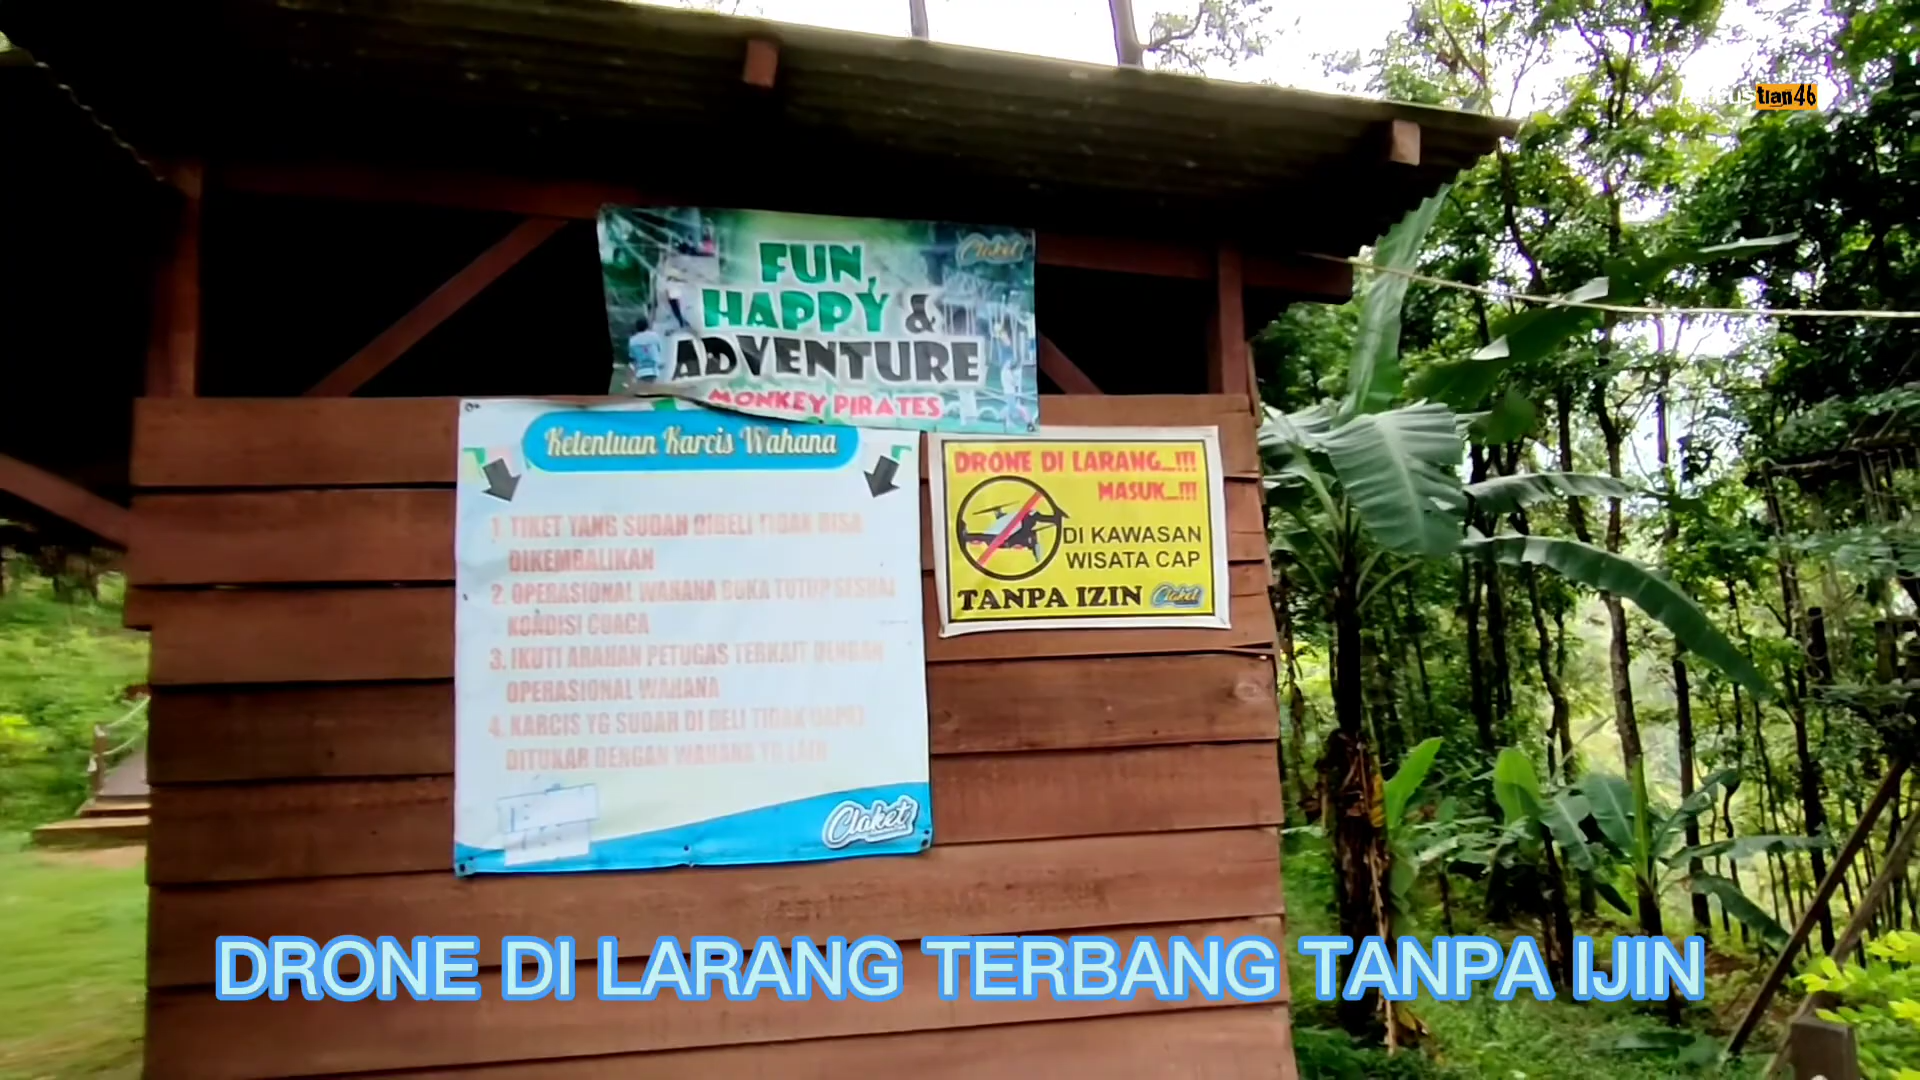 tian46
Claket
FUN,
HAPPY &
ADVENTURE
MONKEY PIRATES
Ketentuan Karcis Wahana
1. TIKET YANG SUDAH DIBELI TIDAK BISA
DIKEMBALIKAN
2. OPERASIONAL WAHANA BUKA TUTUP SESUAI
KONDISI CUACA
3. IKUTI ARAHAN PETUGAS TERKAIT DENGAN
OPERASIONAL WAHANA
4. KARCIS YG SUDAH DI BELI TIDAK DAPAT
DITUKAR DENGAN WAHANA YG LAIN
Claket
DRONE DI LARANG...!!!
MASUK...!!!
DI KAWASAN
WISATA CAP
TANPA IZIN Claket
DRONE DI LARANG TERBANG TANPA IJIN